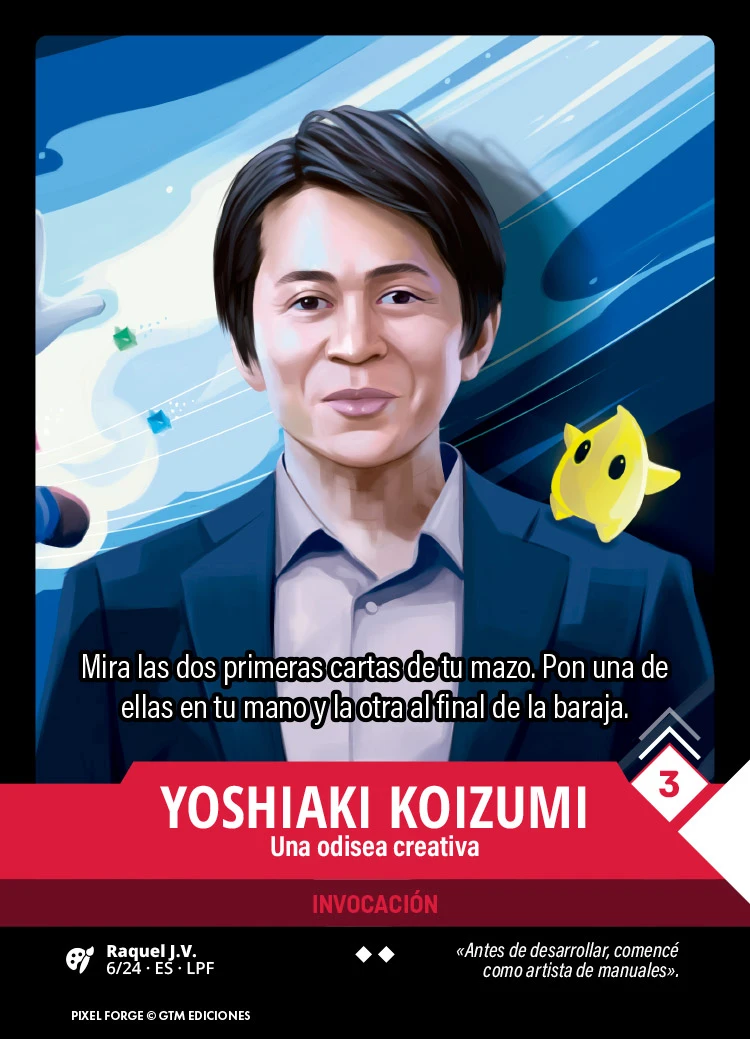 Mira las dos primeras cartas de tu mazo. Pon una de
ellas en tu mano y la otra al final de la baraja.
3
YOSHIAKI KOIZUMI
Una odisea creativa
INVOCACIÓN
Raquel J.V.
6/24 · ES · LPF
«Antes de desarrollar, comencé
como artista de manuales».
PIXEL FORGE © GTM EDICIONES